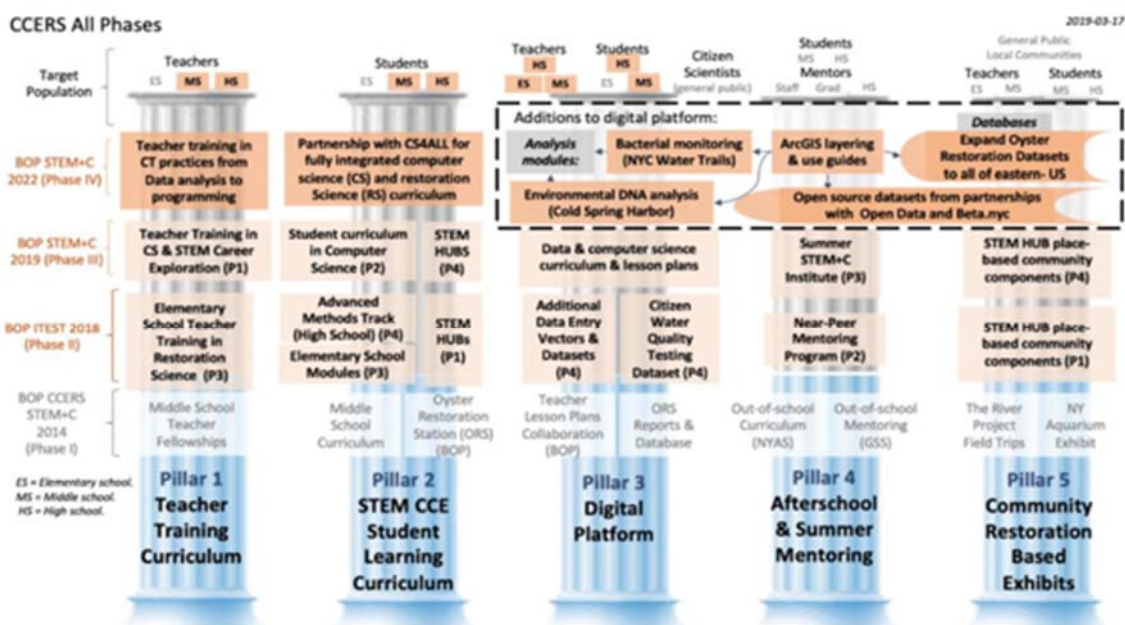 CCERS All Phases
2019-03-17
Target
Population
Teachers
ES MS HS
Students
ES MS HS
Teachers
HS
ES MS
Students
HS
ES MS
Citizen
Scientists
(general public)
Students
MS HS
Mentors
Staff Grad HS
General Public
Local Communities
Teachers
ES MS
Students
MS HS
BOP STEM+C
2022 (Phase IV)
Teacher training in
CT practices from
Data analysis to
programming
Partnership with CS4ALL for
fully integrated computer
science (CS) and restoration
Science (RS) curriculum
Additions to digital platform:
Analysis
modules:
Bacterial monitoring
(NYC Water Trails)
Environmental DNA analysis
(Cold Spring Harbor)
ArcGIS layering
& use guides
Databases
Expand Oyster
Restoration Datasets
to all of eastern- US
Open source datasets from partnerships
with Open Data and Beta.nyc
BOP STEM+C
2019 (Phase III)
Teacher Training in
CS & STEM Career
Exploration (P1)
Student curriculum
in Computer
Science (P2)
STEM
HUBS
(P4)
Data & computer science
curriculum & lesson plans
Summer
STEM+C
Institute (P3)
STEM HUB place-
based community
components (P4)
BOP ITEST 2018
(Phase II)
Elementary
School Teacher
Training in
Restoration
Science (P3)
Advanced
Methods Track
(High School) (P4)
Elementary School
Modules (P3)
STEM
HUBs
(P1)
Additional
Data Entry
Vectors &
Datasets
(P4)
Citizen
Water
Quality
Testing
Dataset (P4)
Near-Peer
Mentoring
Program (P2)
STEM HUB place-
based community
components (P1)
BOP CCERS
STEM+C
2014
(Phase I)
Middle School
Teacher
Fellowships
Middle
School
Curriculum
Oyster
Restoration
Station (ORS)
(BOP)
Teacher
Lesson Plans
Collaboration
(BOP)
ORS
Reports &
Database
Out-of-school
Curriculum
(NYAS)
Out-of-school
Mentoring
(GSS)
The River
Project
Field Trips
NY
Aquarium
Exhibit
ES = Elementary school.
MS = Middle school.
HS = High school.
Pillar 1
Teacher
Training
Curriculum
Pillar 2
STEM CCE
Student
Learning
Curriculum
Pillar 3
Digital
Platform
Pillar 4
Afterschool
& Summer
Mentoring
Pillar 5
Community
Restoration
Based
Exhibits